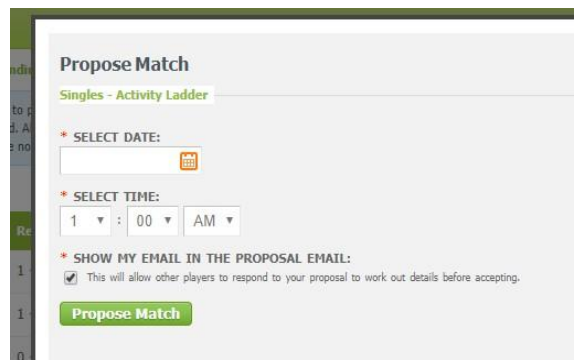 Propose Match
Singles - Activity Ladder
* SELECT DATE:
* SELECT TIME:
1 : 00 AM
* SHOW MY EMAIL IN THE PROPOSAL EMAIL:
This will allow other players to respond to your proposal to work out details before accepting.
Propose Match